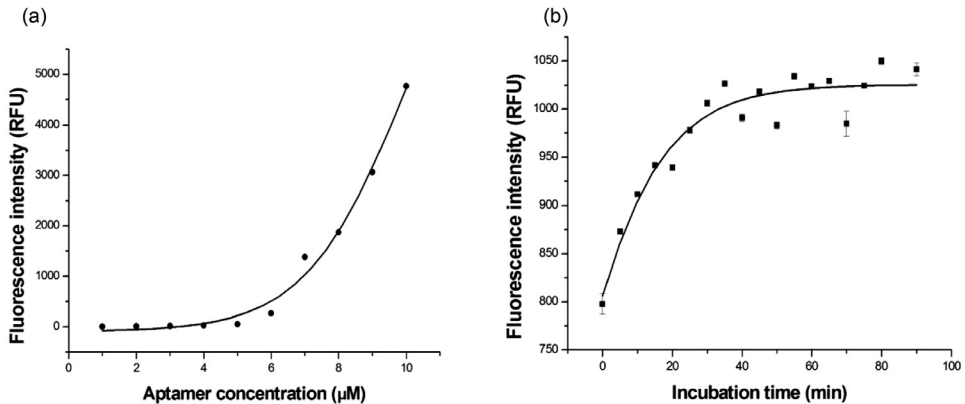 (a)
Fluorescence intensity (RFU)
5000
4000
3000
2000
1000
0
0 2 4 6 8 10
Aptamer concentration (µM)
(b)
Fluorescence intensity (RFU)
1050
1000
950
900
850
800
750
0 20 40 60 80 100
Incubation time (min)